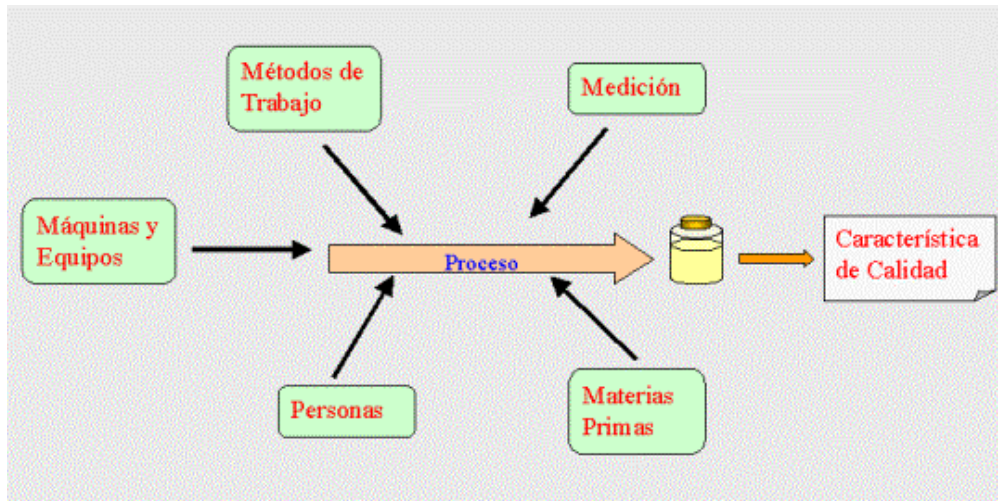 Métodos de
Trabajo
Medición
Máquinas y
Equipos
Proceso
Característica
de Calidad
Personas
Materias
Primas